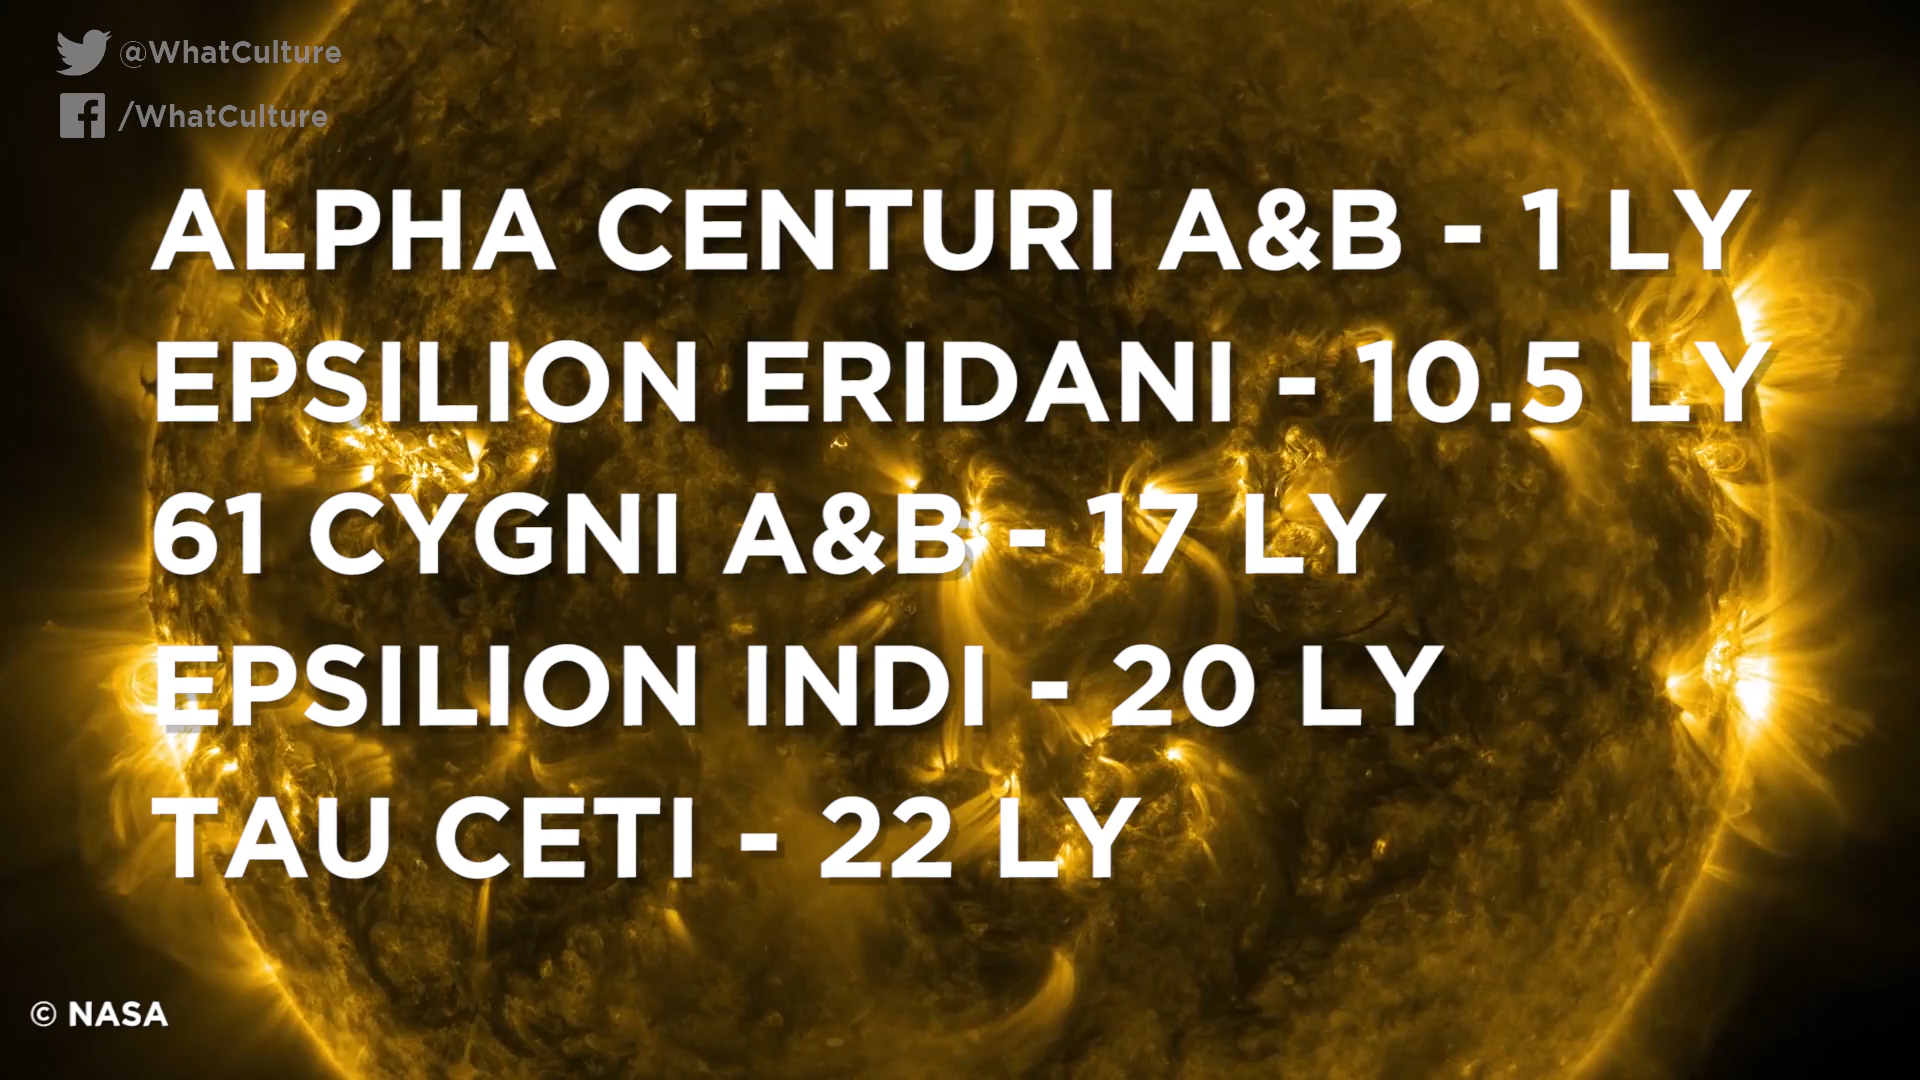 @WhatCulture
/WhatCulture
ALPHA CENTURI A&B - 1 LY
EPSILION ERIDANI - 10.5 LY
61 CYGNI A&B - 17 LY
EPSILION INDI - 20 LY
TAU CETI - 22 LY
© NASA